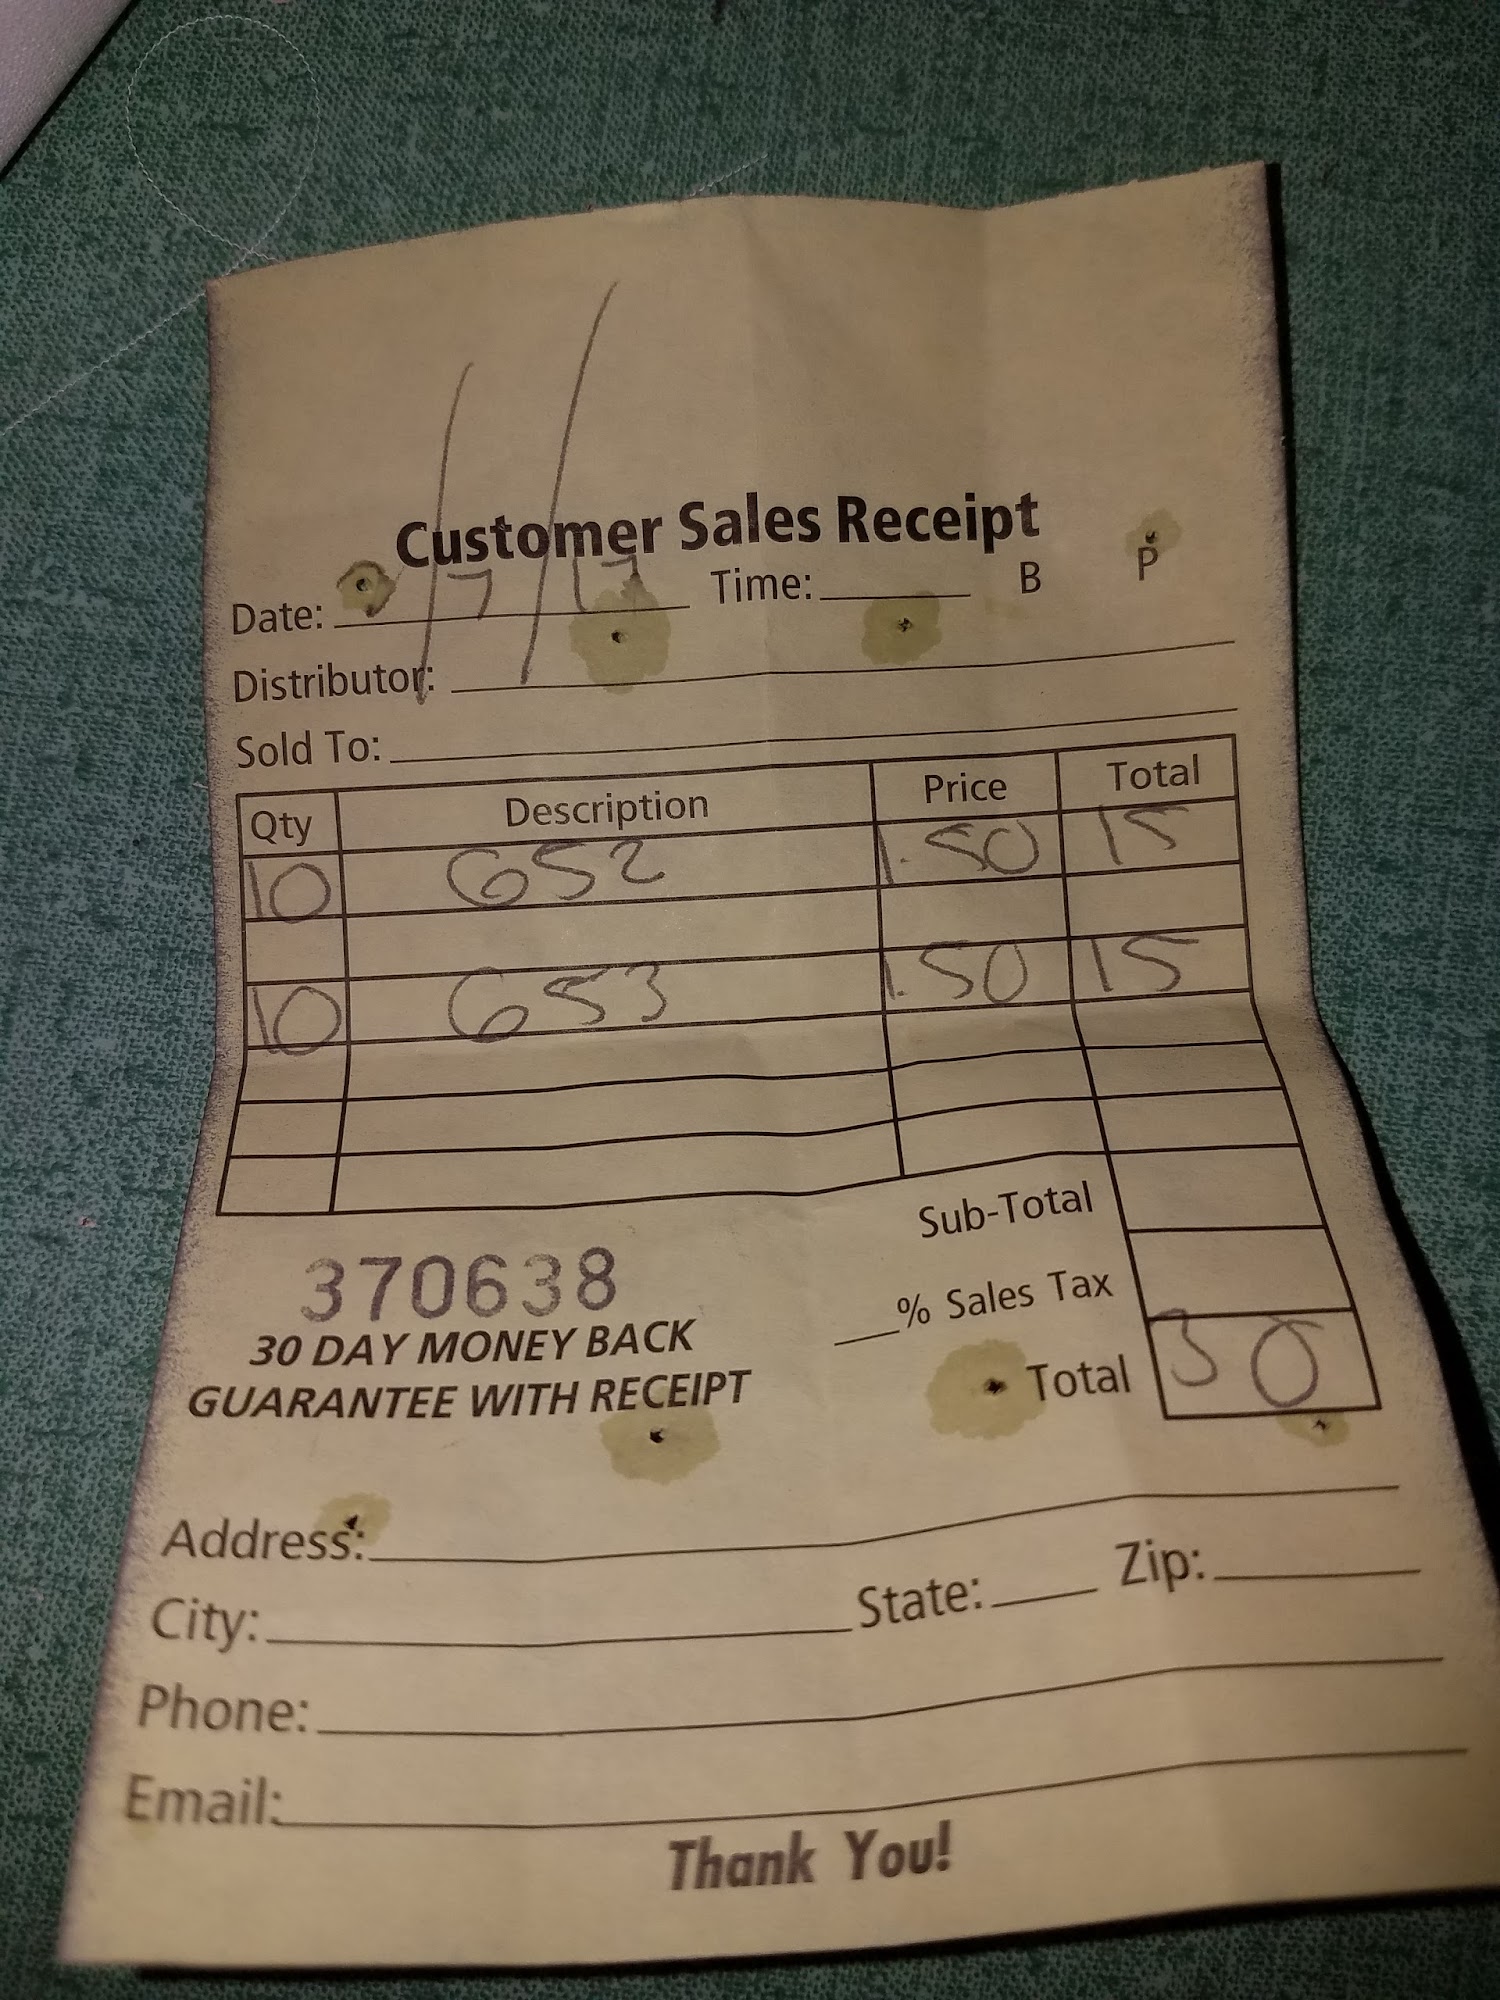 Customer Sales Receipt
Date: / 7 / 17 Time: B P
Distributor:
Sold To:
Qty Description Price Total
10 652 1.50 15
10 653 1.50 15
Sub-Total
370638
% Sales Tax
30 DAY MONEY BACK
GUARANTEE WITH RECEIPT
Total 30
Address:
City: State: Zip:
Phone:
Email:
Thank You!